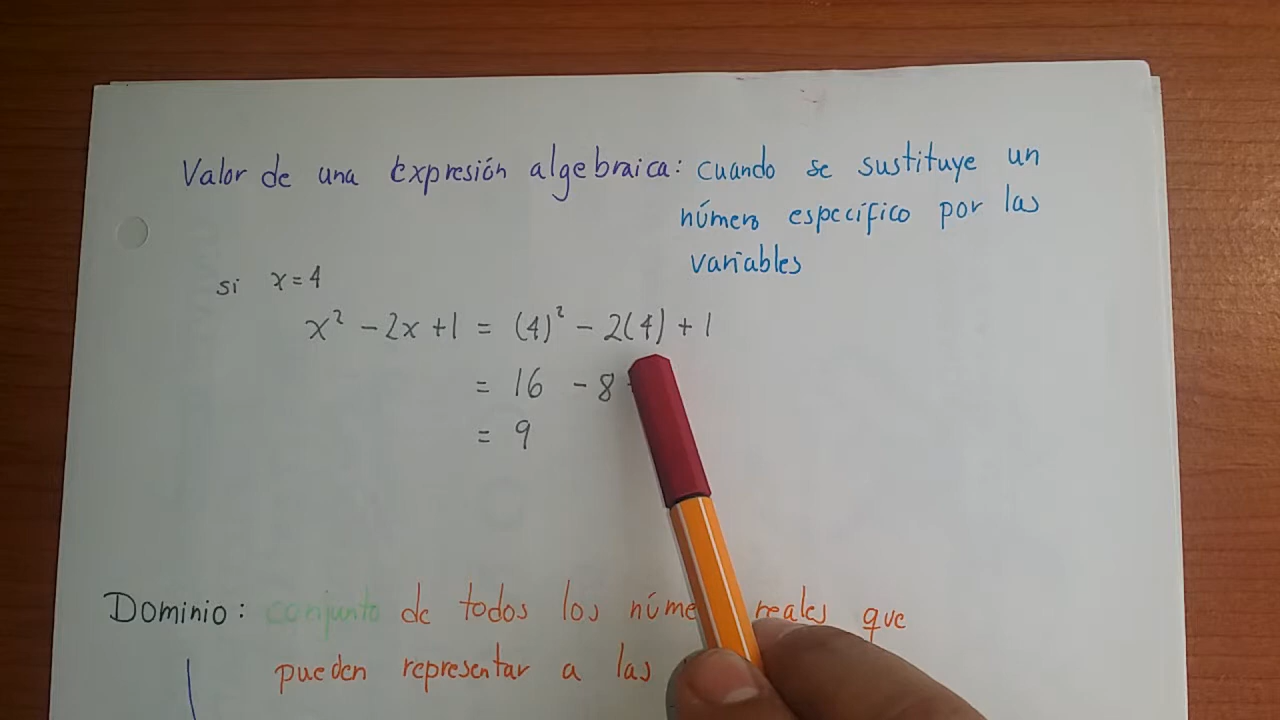 Valor de una expresión algebraica: cuando se sustituye un
número específico por las
variables
si x=4
x² - 2x + 1 = (4)² - 2(4) + 1
= 16 - 8
= 9
Dominio: conjunto de todos los reales que
pueden representar a las